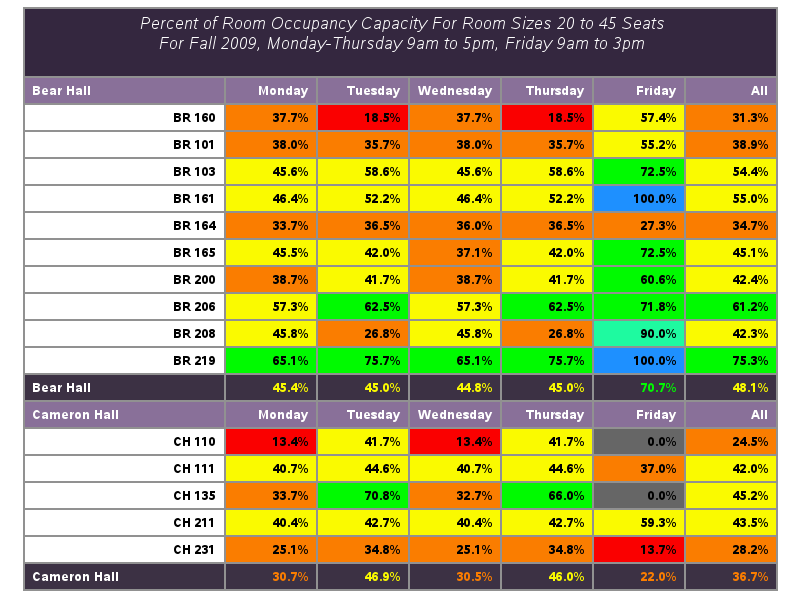 Percent of Room Occupancy Capacity For Room Sizes 20 to 45 Seats
For Fall 2009, Monday-Thursday 9am to 5pm, Friday 9am to 3pm
Bear Hall Monday Tuesday Wednesday Thursday Friday All
BR 160 37.7% 18.5% 37.7% 18.5% 57.4% 31.3%
BR 101 38.0% 35.7% 38.0% 35.7% 55.2% 38.9%
BR 103 45.6% 58.6% 45.6% 58.6% 72.5% 54.4%
BR 161 46.4% 52.2% 46.4% 52.2% 100.0% 55.0%
BR 164 33.7% 36.5% 36.0% 36.5% 27.3% 34.7%
BR 165 45.5% 42.0% 37.1% 42.0% 72.5% 45.1%
BR 200 38.7% 41.7% 38.7% 41.7% 60.6% 42.4%
BR 206 57.3% 62.5% 57.3% 62.5% 71.8% 61.2%
BR 208 45.8% 26.8% 45.8% 26.8% 90.0% 42.3%
BR 219 65.1% 75.7% 65.1% 75.7% 100.0% 75.3%
Bear Hall 45.4% 45.0% 44.8% 45.0% 70.7% 48.1%
Cameron Hall Monday Tuesday Wednesday Thursday Friday All
CH 110 13.4% 41.7% 13.4% 41.7% 0.0% 24.5%
CH 111 40.7% 44.6% 40.7% 44.6% 37.0% 42.0%
CH 135 33.7% 70.8% 32.7% 66.0% 0.0% 45.2%
CH 211 40.4% 42.7% 40.4% 42.7% 59.3% 43.5%
CH 231 25.1% 34.8% 25.1% 34.8% 13.7% 28.2%
Cameron Hall 30.7% 46.9% 30.5% 46.0% 22.0% 36.7%